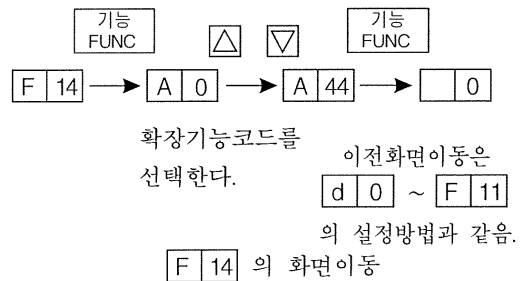 기능 기능
FUNC △ ▽ FUNC
F 14 → A 0 → A 44 → 0
확장기능코드를
선택한다.
이전화면이동은
d 0 ~ F 11
의 설정방법과 같음.
F 14 의 화면이동